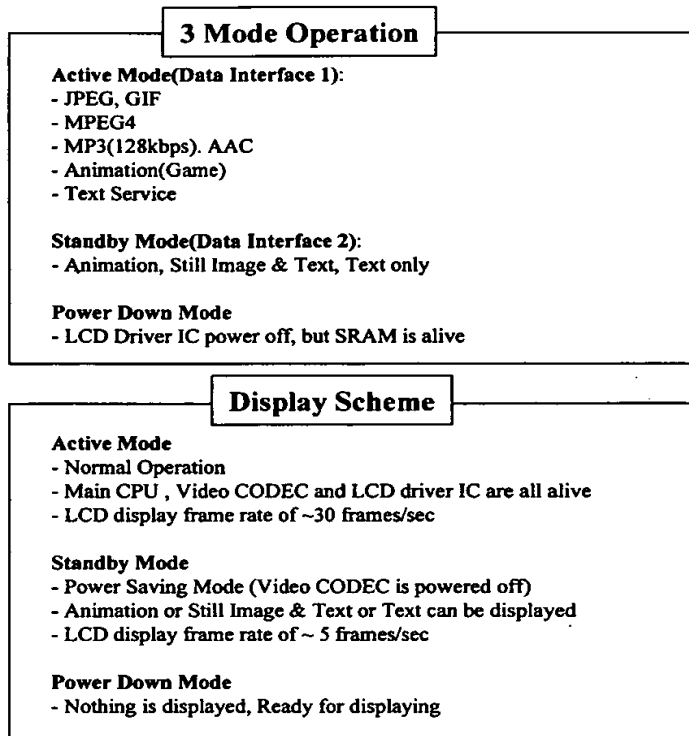 3 Mode Operation
Active Mode(Data Interface 1):
- JPEG, GIF
- MPEG4
- MP3(128kbps). AAC
- Animation(Game)
- Text Service
Standby Mode(Data Interface 2):
- Animation, Still Image & Text, Text only
Power Down Mode
- LCD Driver IC power off, but SRAM is alive
Display Scheme
Active Mode
- Normal Operation
- Main CPU , Video CODEC and LCD driver IC are all alive
- LCD display frame rate of ~30 frames/sec
Standby Mode
- Power Saving Mode (Video CODEC is powered off)
- Animation or Still Image & Text or Text can be displayed
- LCD display frame rate of ~ 5 frames/sec
Power Down Mode
- Nothing is displayed, Ready for displaying